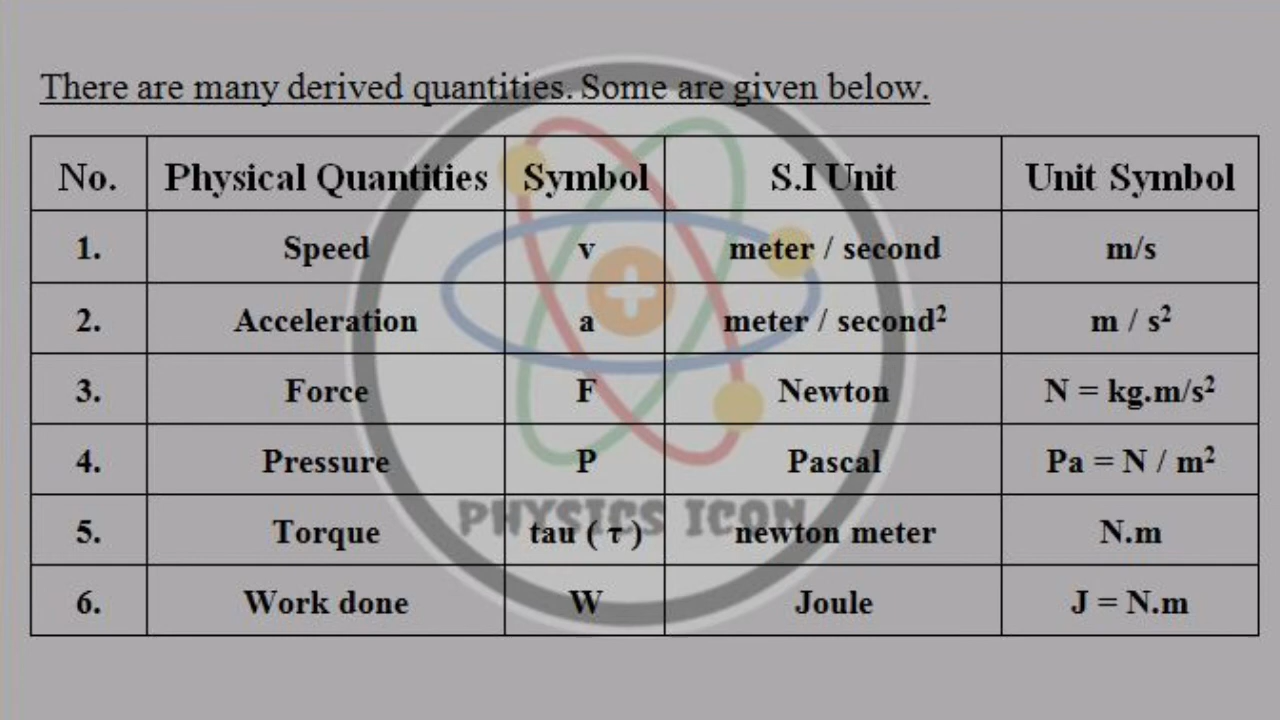 There are many derived quantities. Some are given below.
No. Physical Quantities Symbol S.I Unit Unit Symbol
1. Speed v meter / second m/s
2. Acceleration a meter / second² m / s²
3. Force F Newton N = kg.m/s²
4. Pressure P Pascal Pa = N / m²
PHYSICS ICON
5. Torque tau ( τ ) newton meter N.m
6. Work done W Joule J = N.m